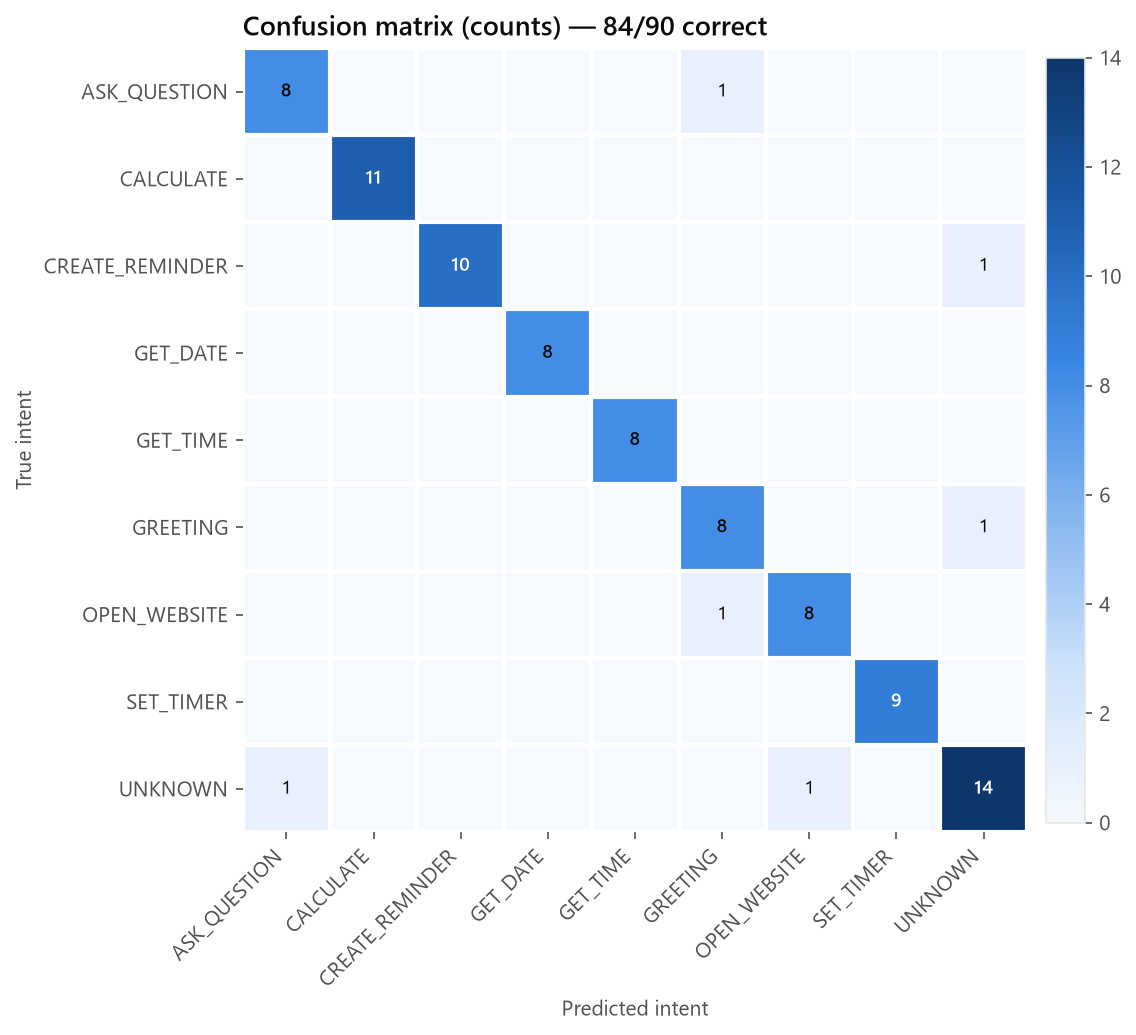 Confusion matrix (counts) — 84/90 correct
ASK_QUESTION 8 1
CALCULATE 11
CREATE_REMINDER 10 1
GET_DATE 8
GET_TIME 8
GREETING 8 1
OPEN_WEBSITE 1 8
SET_TIMER 9
UNKNOWN 1 1 14
True intent
ASK_QUESTION
CALCULATE
CREATE_REMINDER
GET_DATE
GET_TIME
GREETING
OPEN_WEBSITE
SET_TIMER
UNKNOWN
Predicted intent
14
12
10
8
6
4
2
0